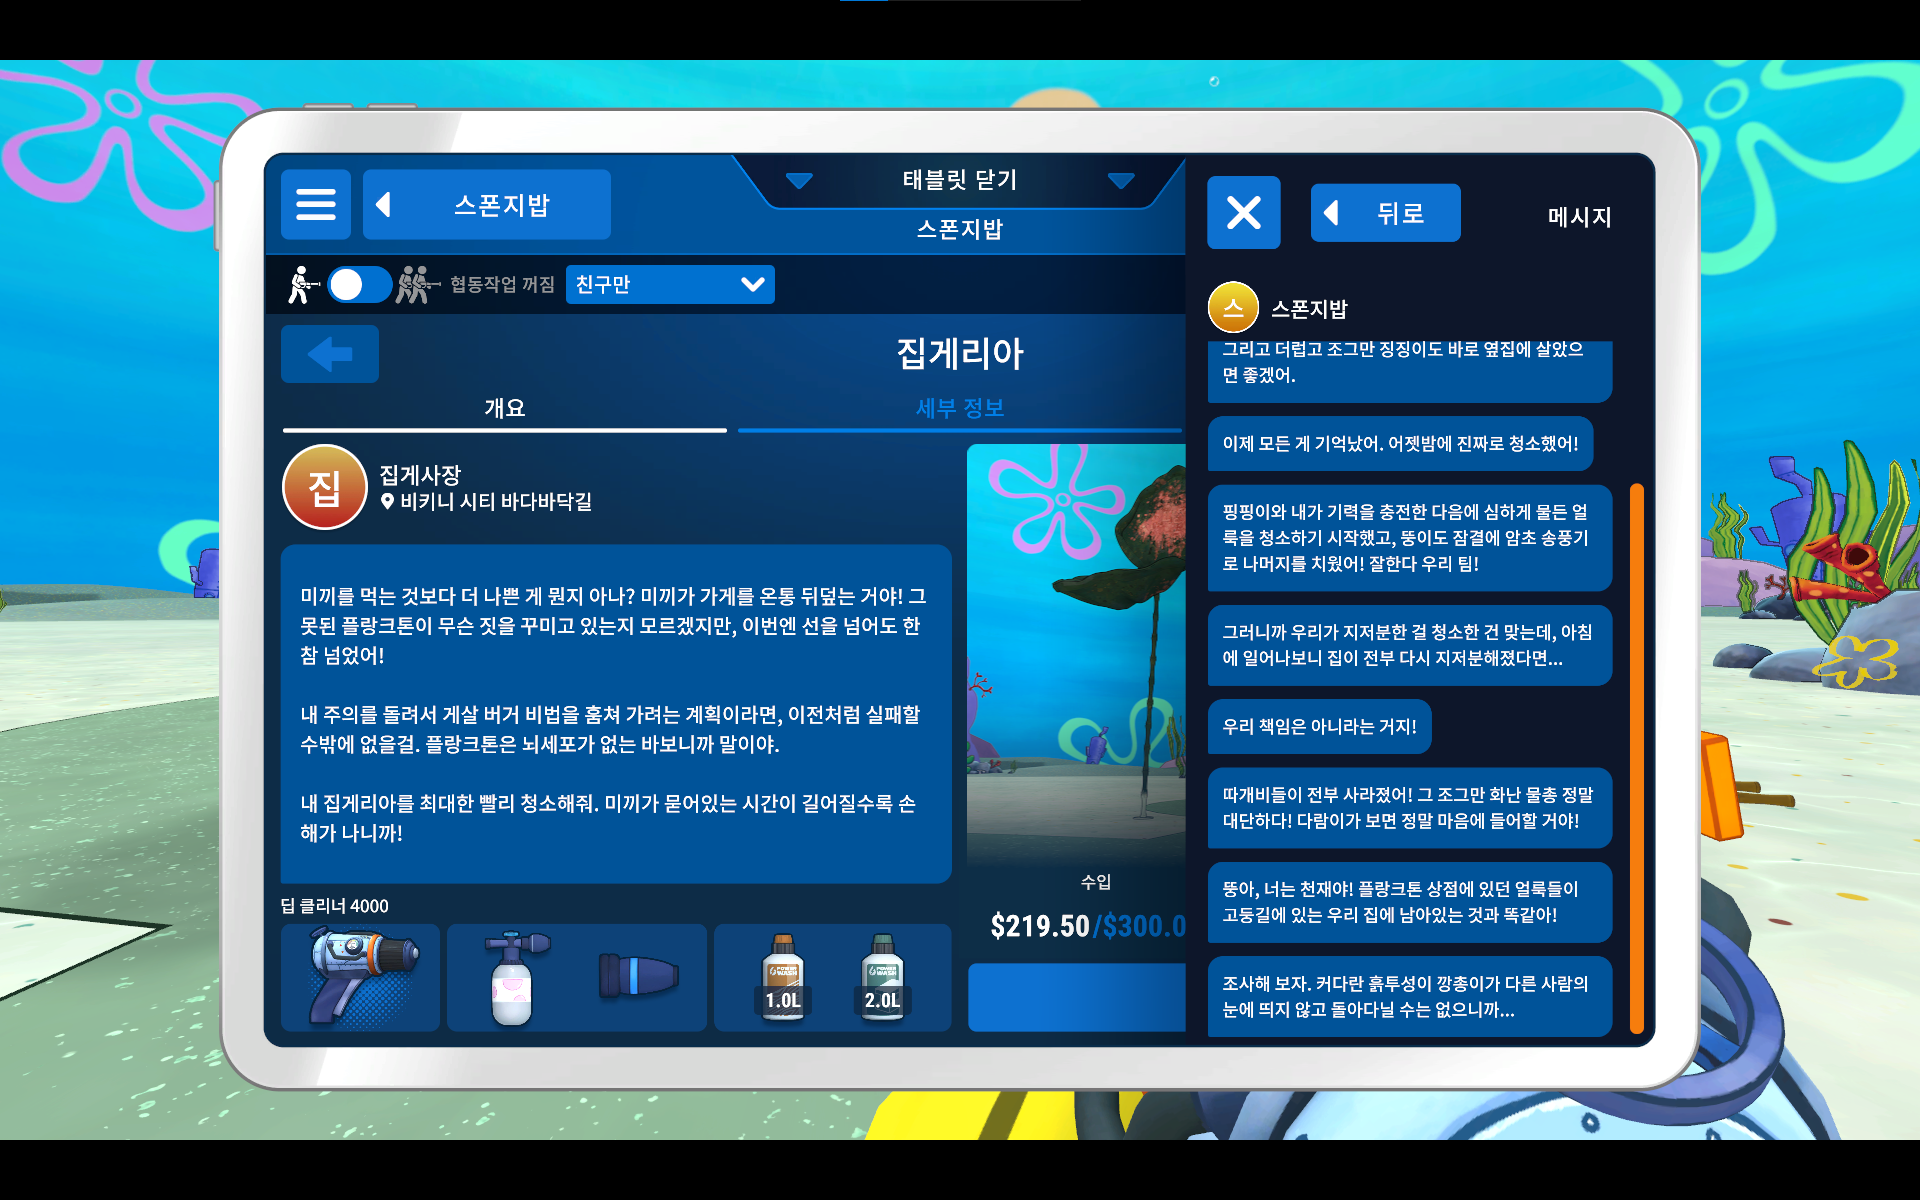 스폰지밥
태블릿 닫기
스폰지밥
협동작업 꺼짐
친구만
집게리아
개요
세부 정보
집
집게사장
비키니 시티 바다바닥길
미끼를 먹는 것보다 더 나쁜 게 뭔지 아나? 미끼가 가게를 온통 뒤덮는 거야! 그
못된 플랑크톤이 무슨 짓을 꾸미고 있는지 모르겠지만, 이번엔 선을 넘어도 한
참 넘었어!
내 주의를 돌려서 게살 버거 비법을 훔쳐 가려는 계획이라면, 이전처럼 실패할
수밖에 없을걸. 플랑크톤은 뇌세포가 없는 바보니까 말이야.
내 집게리아를 최대한 빨리 청소해줘. 미끼가 묻어있는 시간이 길어질수록 손
해가 나니까!
딥 클리너 4000
POWER
WASH
1.0L
POWER
WASH
2.0L
수입
$219.50/$300.0
뒤로
메시지
스
스폰지밥
그리고 더럽고 조그만 징징이도 바로 옆집에 살았으
면 좋겠어.
이제 모든 게 기억났어. 어젯밤에 진짜로 청소했어!
핑핑이와 내가 기력을 충전한 다음에 심하게 물든 얼
룩을 청소하기 시작했고, 뚱이도 잠결에 암초 송풍기
로 나머지를 치웠어! 잘한다 우리 팀!
그러니까 우리가 지저분한 걸 청소한 건 맞는데, 아침
에 일어나보니 집이 전부 다시 지저분해졌다면...
우리 책임은 아니라는 거지!
따개비들이 전부 사라졌어! 그 조그만 화난 물총 정말
대단하다! 다람이가 보면 정말 마음에 들어할 거야!
뚱아, 너는 천재야! 플랑크톤 상점에 있던 얼룩들이
고둥길에 있는 우리 집에 남아있는 것과 똑같아!
조사해 보자. 커다란 흙투성이 깡총이가 다른 사람의
눈에 띄지 않고 돌아다닐 수는 없으니까...